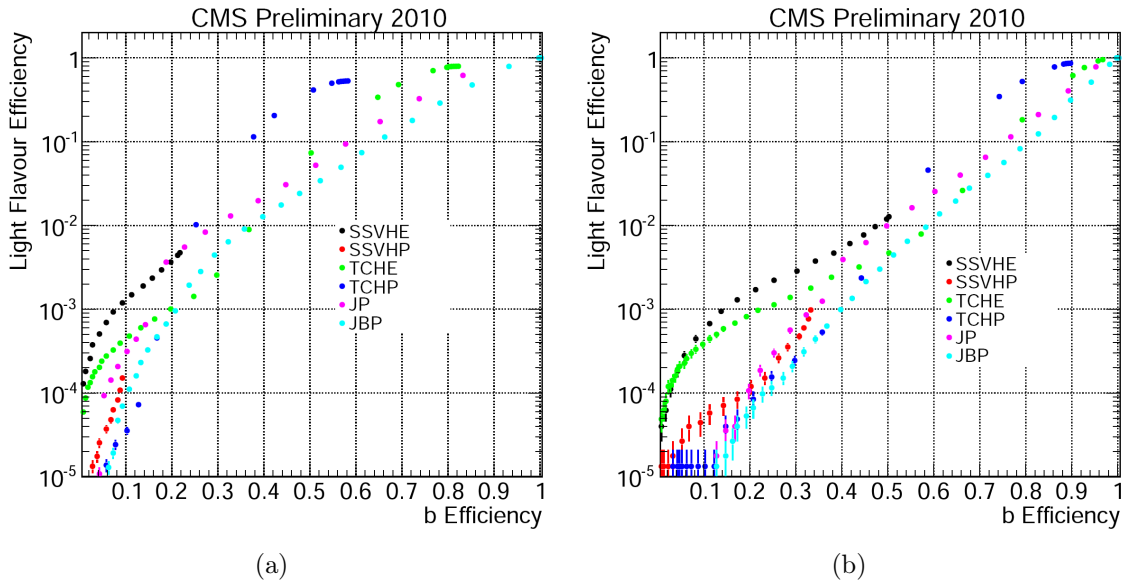 CMS Preliminary 2010
Light Flavour Efficiency
1
10-1
10-2
10-3
10-4
10-5
SSVHE
SSVHP
TCHE
TCHP
JP
JBP
0.1 0.2 0.3 0.4 0.5 0.6 0.7 0.8 0.9 1
b Efficiency
(a)
CMS Preliminary 2010
Light Flavour Efficiency
1
10-1
10-2
10-3
10-4
10-5
SSVHE
SSVHP
TCHE
TCHP
JP
JBP
0.1 0.2 0.3 0.4 0.5 0.6 0.7 0.8 0.9 1
b Efficiency
(b)